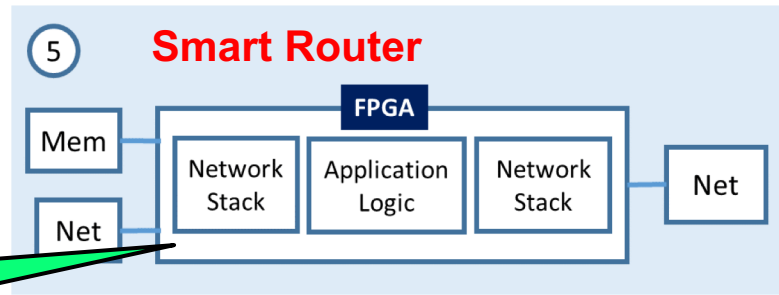 5
Smart Router
FPGA
Mem
Network
Stack
Application
Logic
Network
Stack
Net
Net